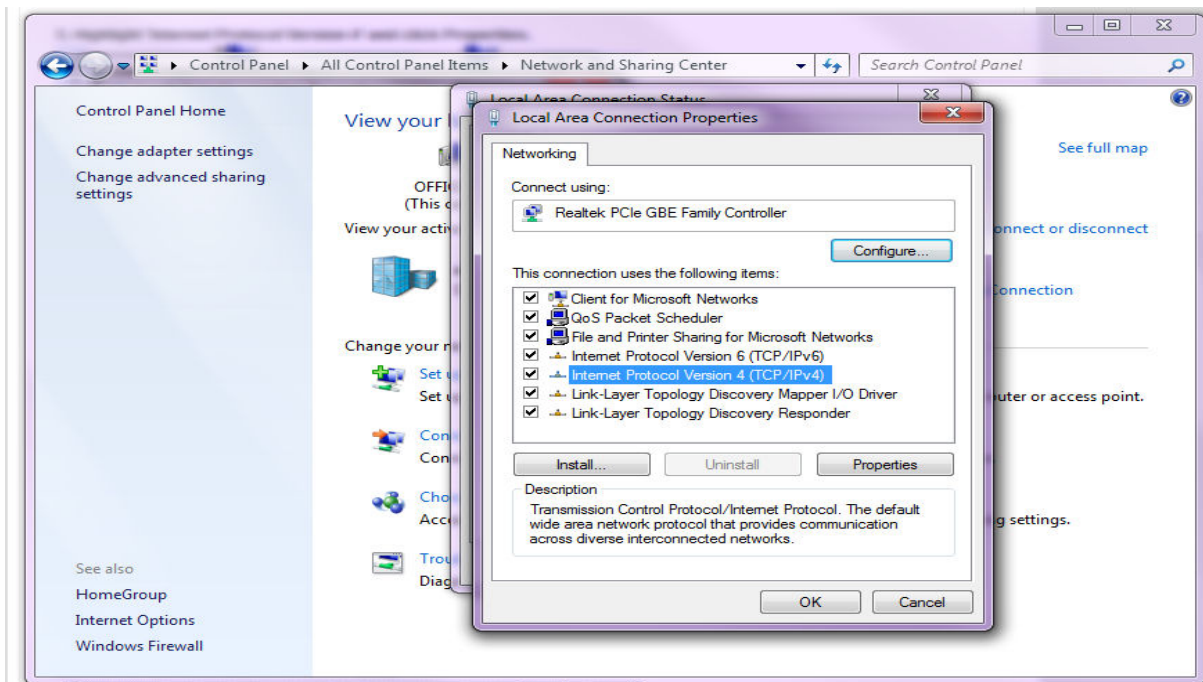 Control Panel ▸ All Control Panel Items ▸ Network and Sharing Center
Search Control Panel
Control Panel Home
Change adapter settings
Change advanced sharing
settings
See also
HomeGroup
Internet Options
Windows Firewall
View your
See full map
(This
View your
onnect or disconnect
Connection
Change your
Set
Set
uter or access point.
Con
Con
Cho
Acc
g settings.
Trou
Diag
Local Area Connection Status
Local Area Connection Properties
Networking
Connect using:
Realtek PCIe GBE Family Controller
Configure...
This connection uses the following items:
Client for Microsoft Networks
QoS Packet Scheduler
File and Printer Sharing for Microsoft Networks
Internet Protocol Version 6 (TCP/IPv6)
Internet Protocol Version 4 (TCP/IPv4)
Link-Layer Topology Discovery Mapper I/O Driver
Link-Layer Topology Discovery Responder
Install...
Uninstall
Properties
Description
Transmission Control Protocol/Internet Protocol. The default
wide area network protocol that provides communication
across diverse interconnected networks.
OK
Cancel